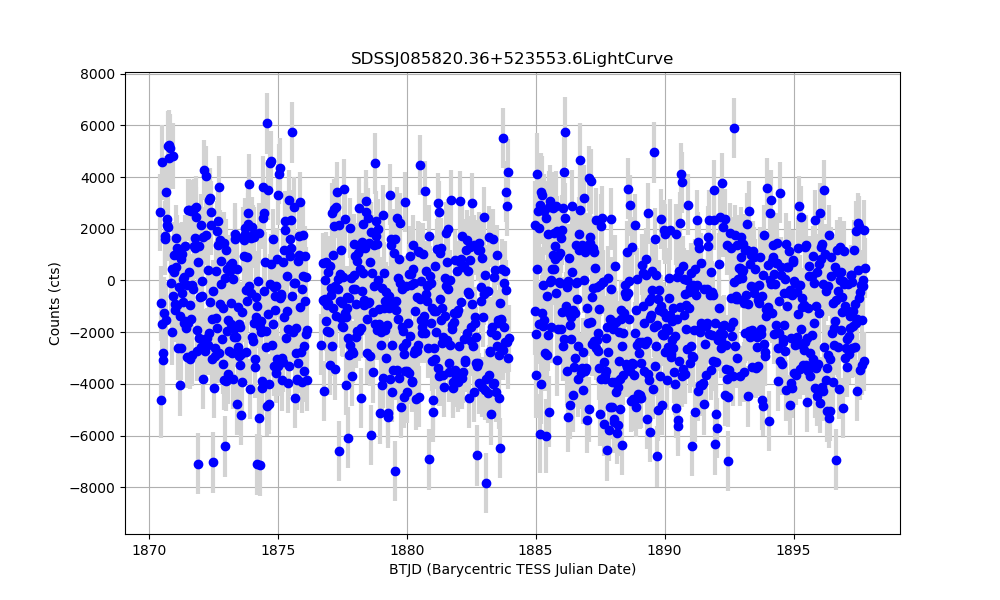 SDSSJ085820.36+523553.6LightCurve
8000
6000
4000
2000
0
−2000
−4000
−6000
−8000
Counts (cts)
1870 1875 1880 1885 1890 1895
BTJD (Barycentric TESS Julian Date)